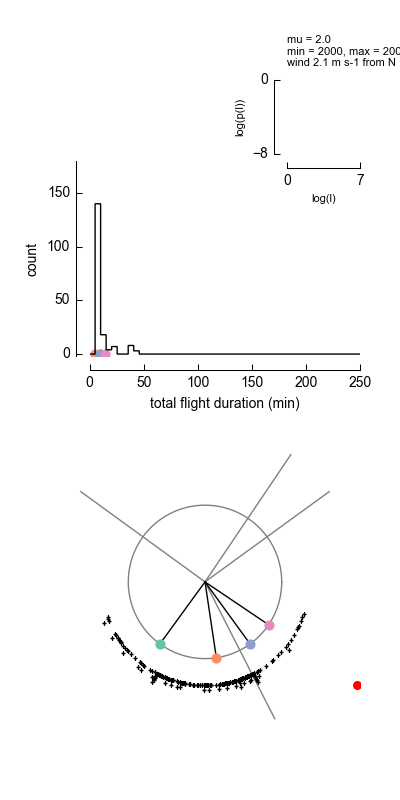 mu = 2.0
min = 2000, max = 200
wind 2.1 m s-1 from N
0
log(p(l))
−8
0 7
log(l)
150
100
50
0
count
0 50 100 150 200 250
total flight duration (min)